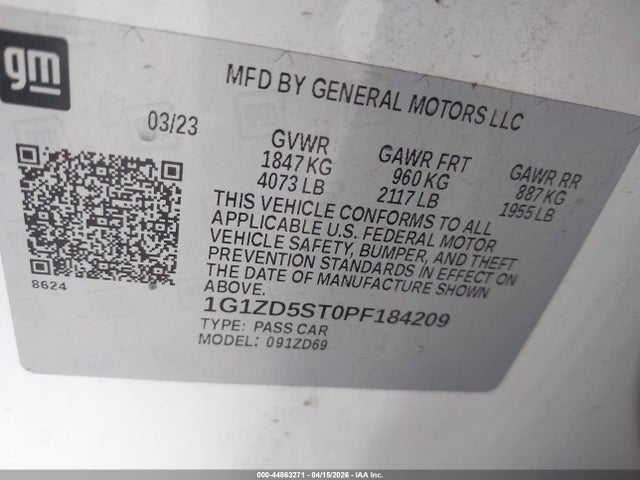 gm
MFD BY GENERAL MOTORS LLC
03/23
GVWR
1847 KG
4073 LB
GAWR FRT
960 KG
2117 LB
GAWR RR
887 KG
1955 LB
THIS VEHICLE CONFORMS TO ALL
APPLICABLE U.S. FEDERAL MOTOR
VEHICLE SAFETY, BUMPER, AND THEFT
PREVENTION STANDARDS IN EFFECT ON
THE DATE OF MANUFACTURE SHOWN
ABOVE.
8624
1G1ZD5ST0PF184209
TYPE: PASS CAR
MODEL: 091ZD69
000-44863271 - 04/15/2026 - IAA Inc.